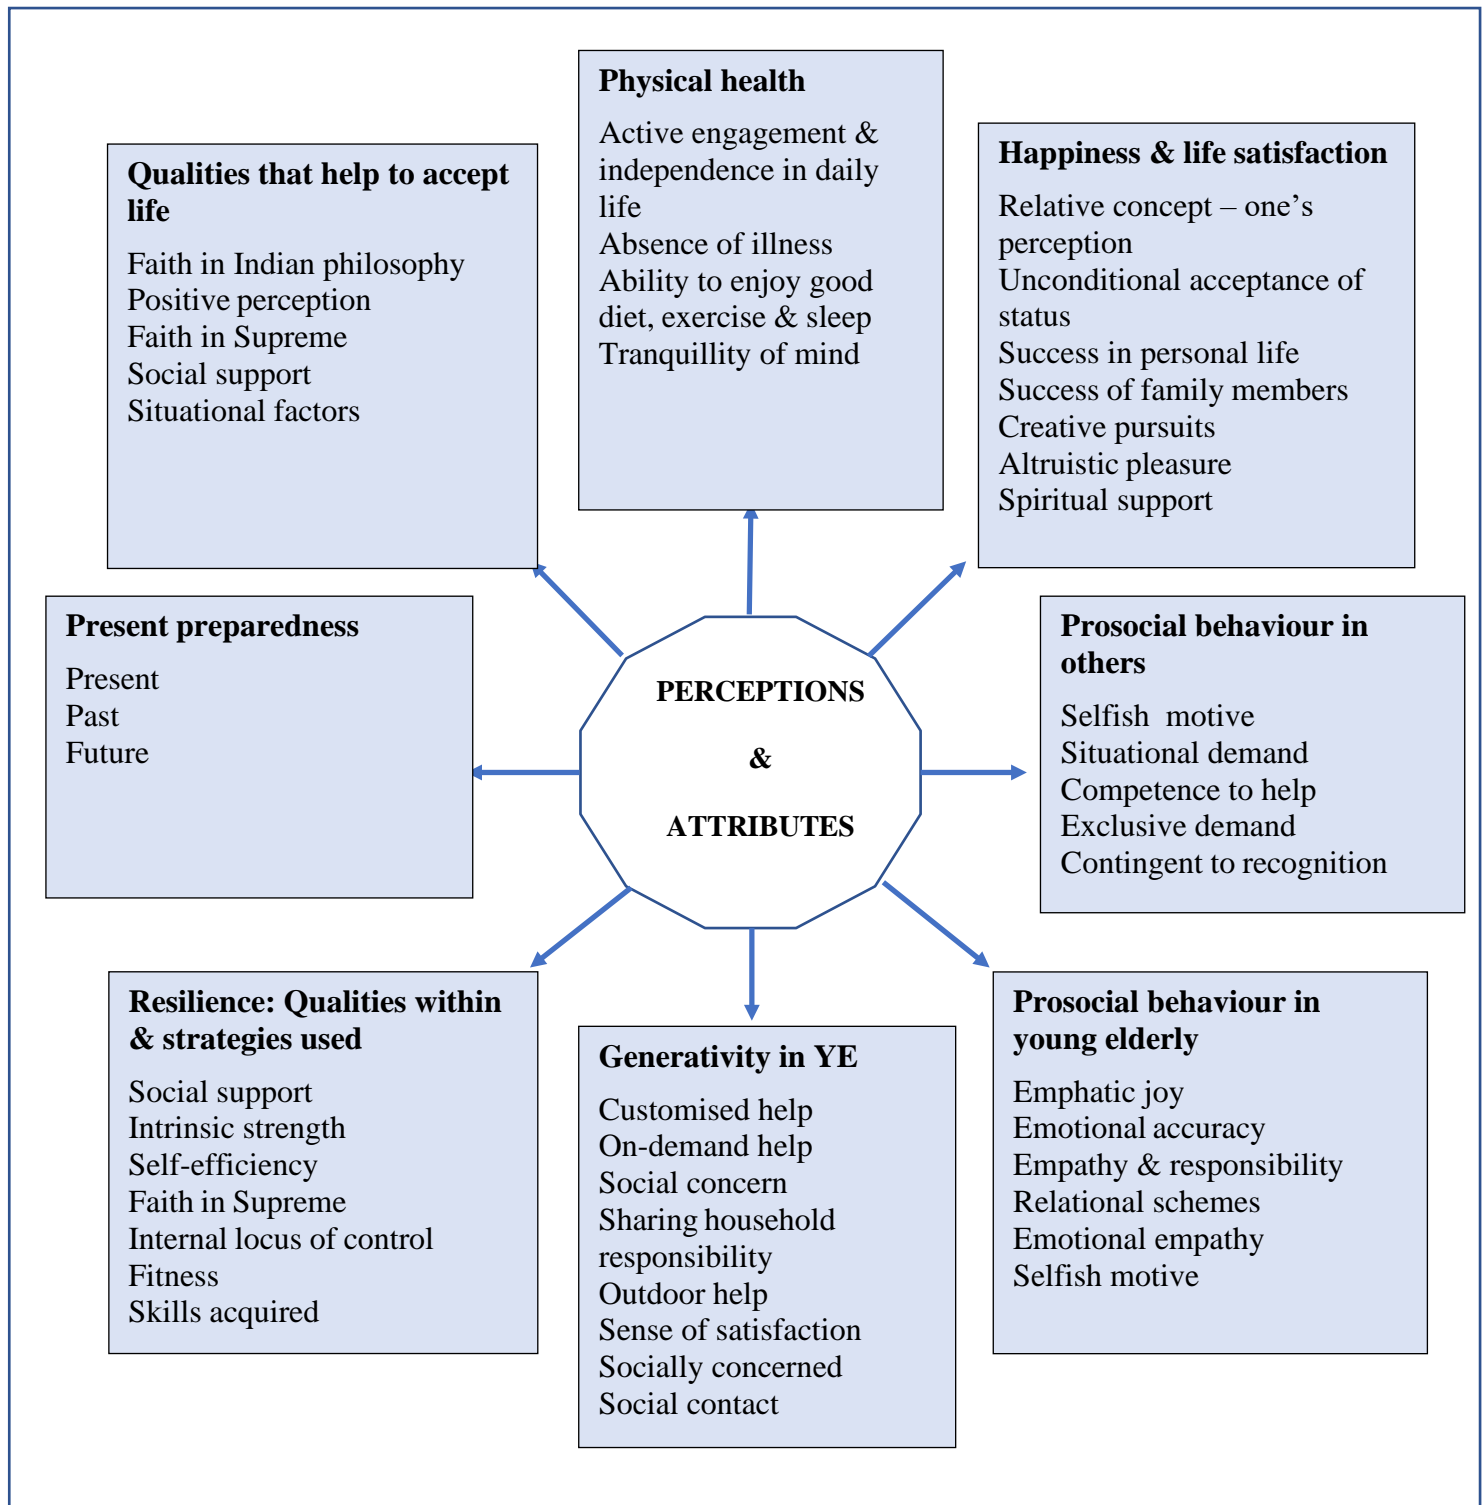 Physical health
Active engagement &
independence in daily
life
Absence of illness
Ability to enjoy good
diet, exercise & sleep
Tranquillity of mind
Happiness & life satisfaction
Relative concept – one's
perception
Unconditional acceptance of
status
Success in personal life
Success of family members
Creative pursuits
Altruistic pleasure
Spiritual support
Qualities that help to accept
life
Faith in Indian philosophy
Positive perception
Faith in Supreme
Social support
Situational factors
Present preparedness
Present
Past
Future
PERCEPTIONS
&
ATTRIBUTES
Prosocial behaviour in
others
Selfish motive
Situational demand
Competence to help
Exclusive demand
Contingent to recognition
Resilience: Qualities within
& strategies used
Social support
Intrinsic strength
Self-efficiency
Faith in Supreme
Internal locus of control
Fitness
Skills acquired
Generativity in YE
Customised help
On-demand help
Social concern
Sharing household
responsibility
Outdoor help
Sense of satisfaction
Socially concerned
Social contact
Prosocial behaviour in
young elderly
Emphatic joy
Emotional accuracy
Empathy & responsibility
Relational schemes
Emotional empathy
Selfish motive